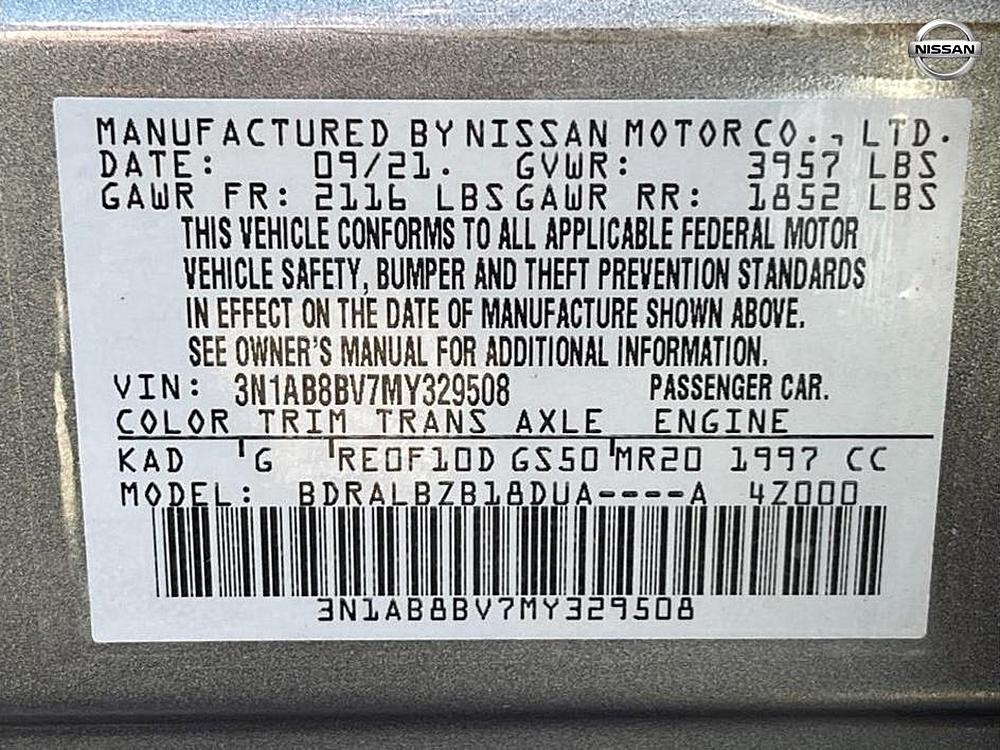 NISSAN
MANUFACTURED BY NISSAN MOTOR CO., LTD.
DATE: 09/21. GVWR: 3957 LBS
GAWR FR: 2116 LBS GAWR RR: 1852 LBS
THIS VEHICLE CONFORMS TO ALL APPLICABLE FEDERAL MOTOR
VEHICLE SAFETY, BUMPER AND THEFT PREVENTION STANDARDS
IN EFFECT ON THE DATE OF MANUFACTURE SHOWN ABOVE.
SEE OWNER'S MANUAL FOR ADDITIONAL INFORMATION.
VIN: 3N1AB8BV7MY329508 PASSENGER CAR.
COLOR TRIM TRANS AXLE ENGINE
KAD G RE0F10D GS50 MR20 1997 CC
MODEL: BDRALBZB18DUA----A 4Z000
3N1AB8BV7MY329508